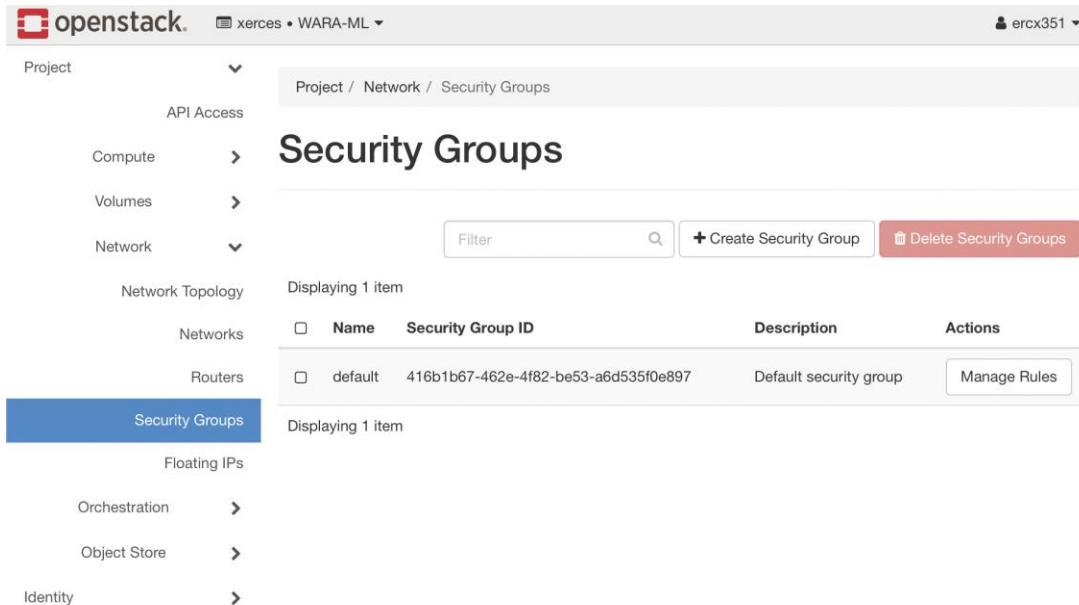 openstack. xerces • WARA-ML ercx351
Project
API Access
Compute
Volumes
Network
Network Topology
Networks
Routers
Security Groups
Floating IPs
Orchestration
Object Store
Identity
Project / Network / Security Groups
Security Groups
Filter + Create Security Group Delete Security Groups
Displaying 1 item
Name Security Group ID Description Actions
default 416b1b67-462e-4f82-be53-a6d535f0e897 Default security group Manage Rules
Displaying 1 item